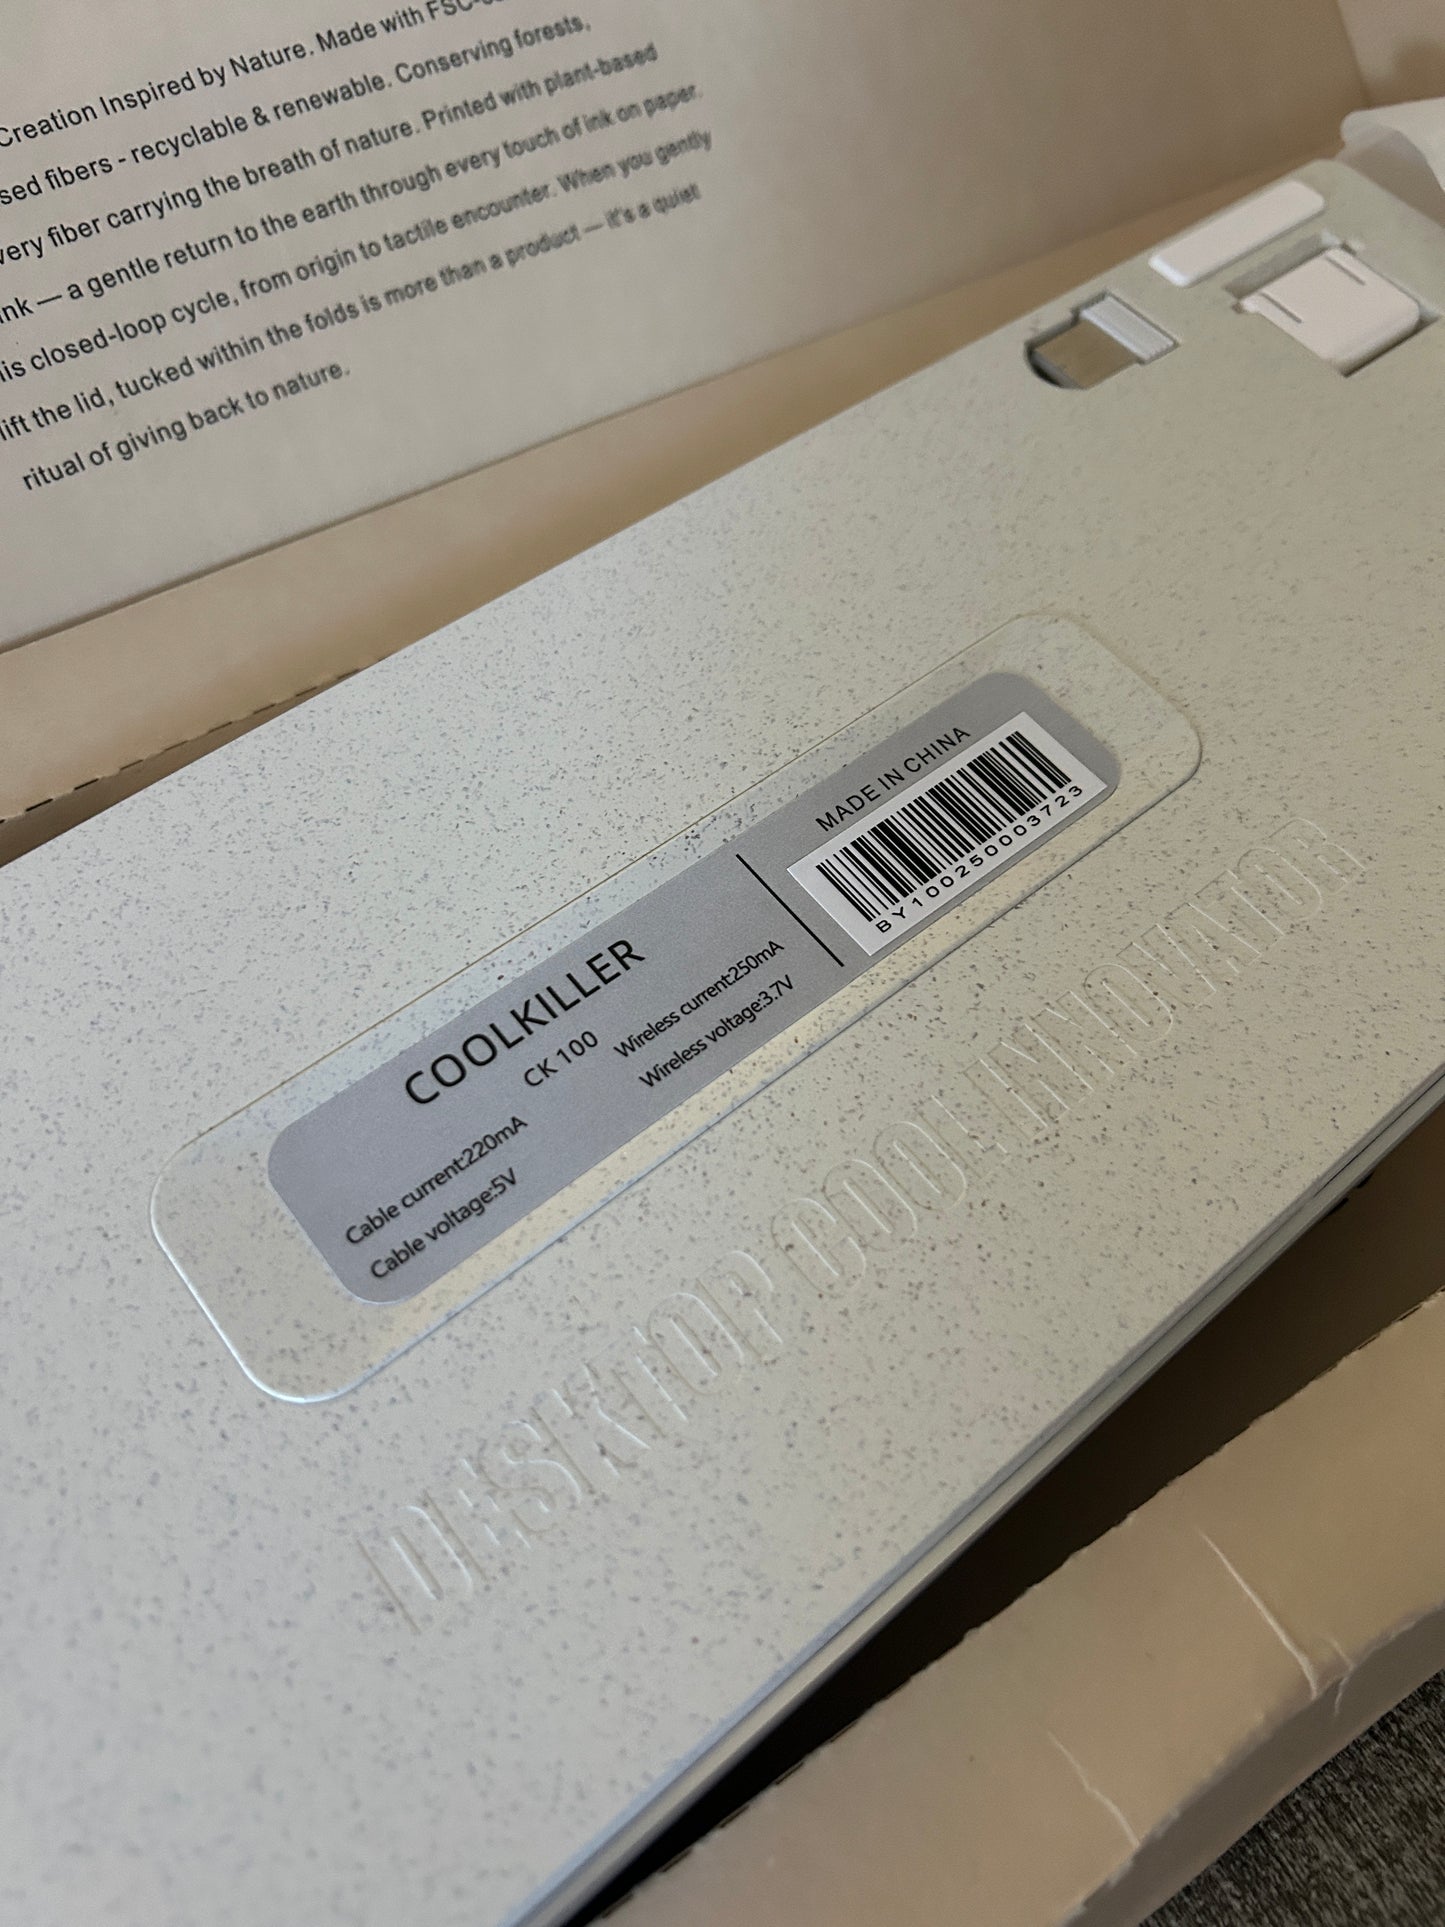 Creation Inspired by Nature. Made with FSC-
sed fibers - recyclable & renewable. Conserving forests,
very fiber carrying the breath of nature. Printed with plant-based
nk — a gentle return to the earth through every touch of ink on paper.
his closed-loop cycle, from origin to tactile encounter. When you gently
lift the lid, tucked within the folds is more than a product — it's a quiet
ritual of giving back to nature.
COOLKILLER
CK 100
Cable current:220mA
Cable voltage:5V
Wireless current:250mA
Wireless voltage:3.7V
MADE IN CHINA
BY100250003723
DESKTOP COOL INNOVATOR